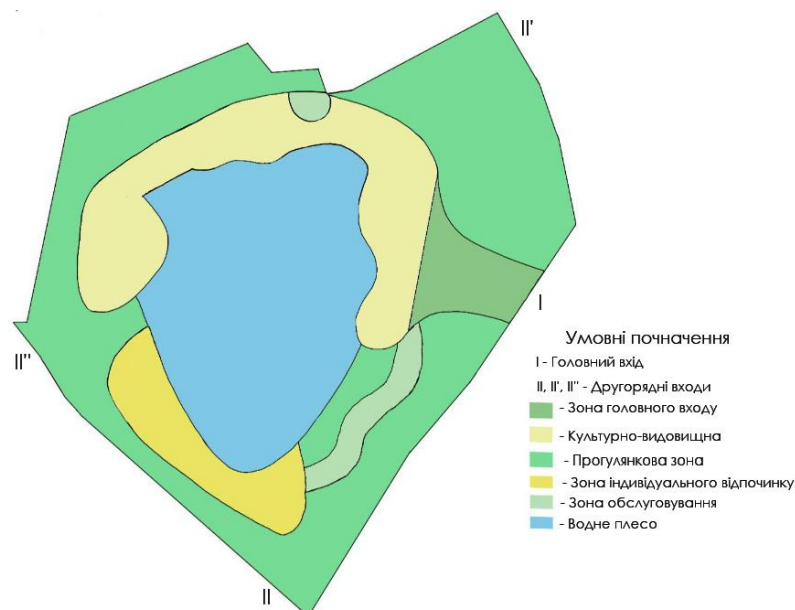 II'
I
II"
II
Умовні почначення
I - Головний вхід
II, II', II" - Другорядні входи
- Зона головного входу
- Культурно-видовищна
- Прогулянкова зона
- Зона індивідуального відпочинку
- Зона обслуговування
- Водне плесо